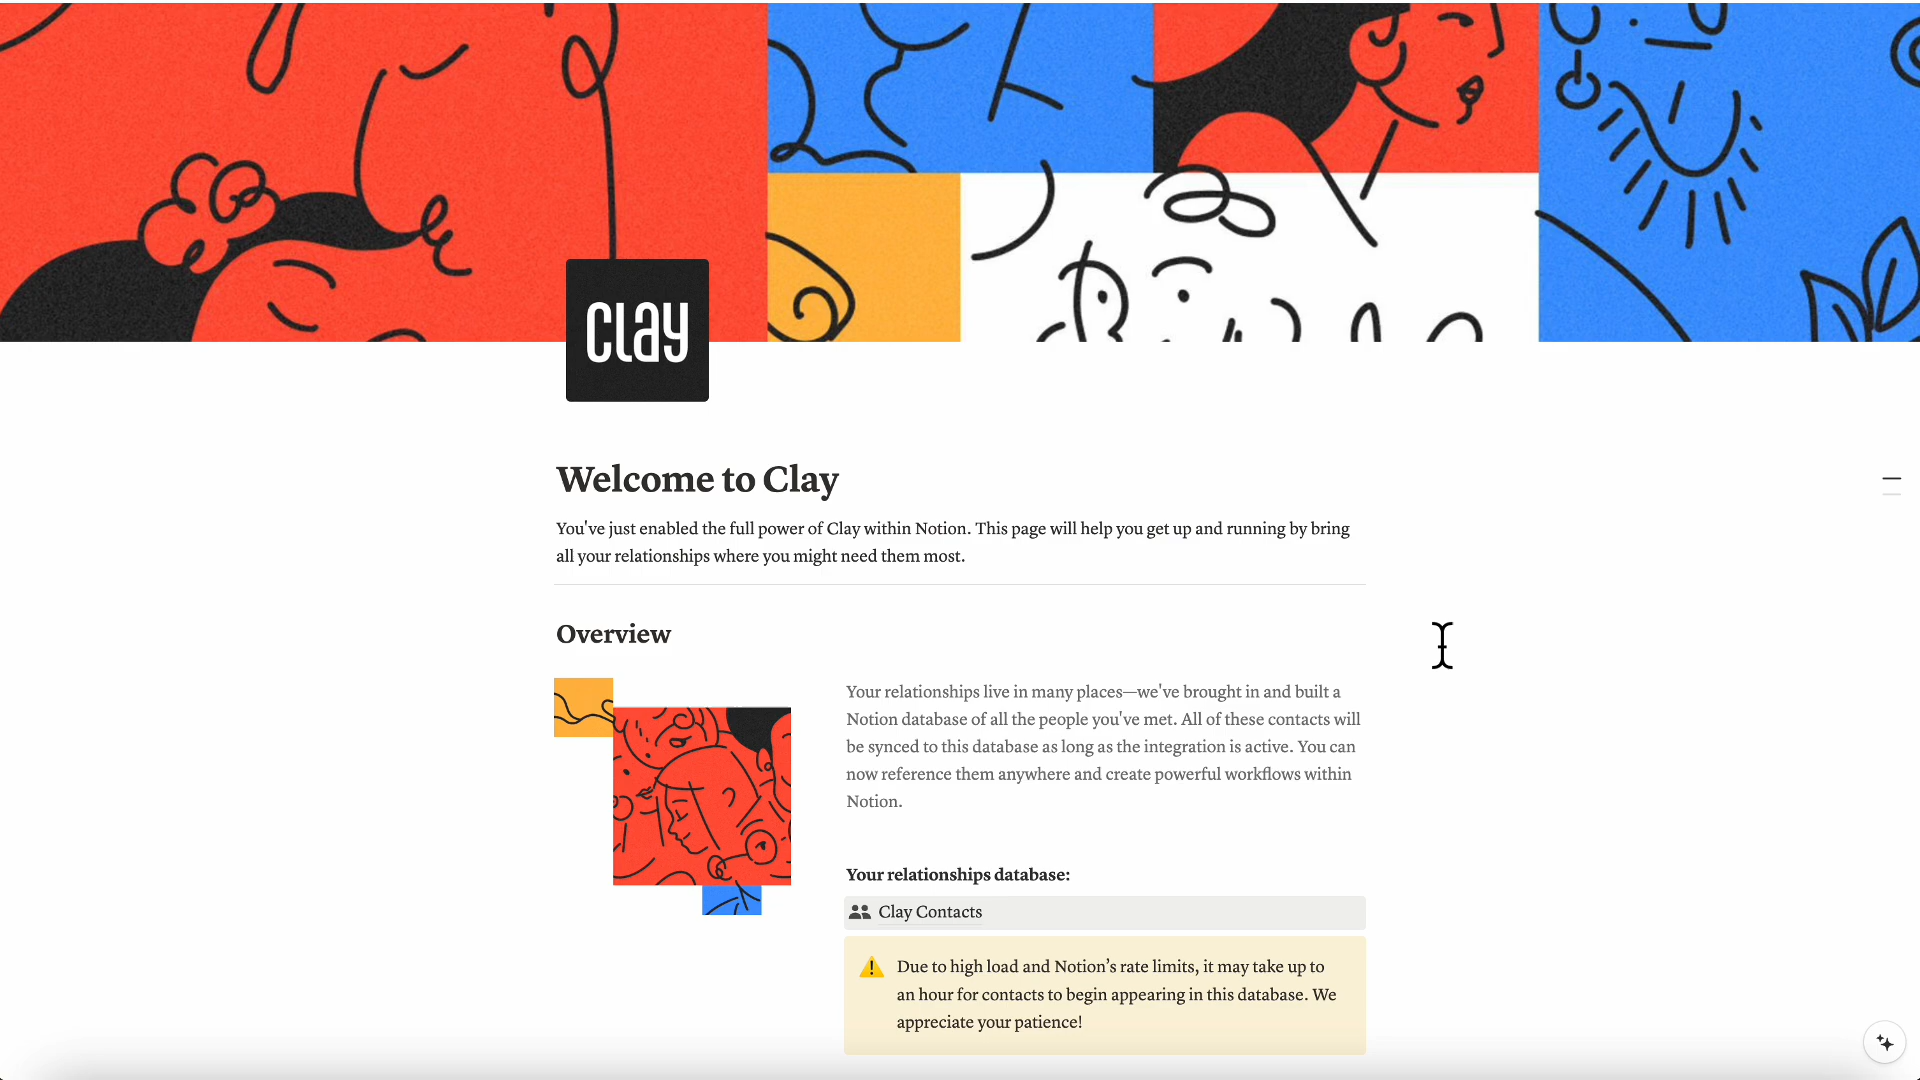 Clay
Welcome to Clay
You've just enabled the full power of Clay within Notion. This page will help you get up and running by bring
all your relationships where you might need them most.
Overview
Your relationships live in many places—we've brought in and built a
Notion database of all the people you've met. All of these contacts will
be synced to this database as long as the integration is active. You can
now reference them anywhere and create powerful workflows within
Notion.
Your relationships database:
Clay Contacts
Due to high load and Notion’s rate limits, it may take up to
an hour for contacts to begin appearing in this database. We
appreciate your patience!